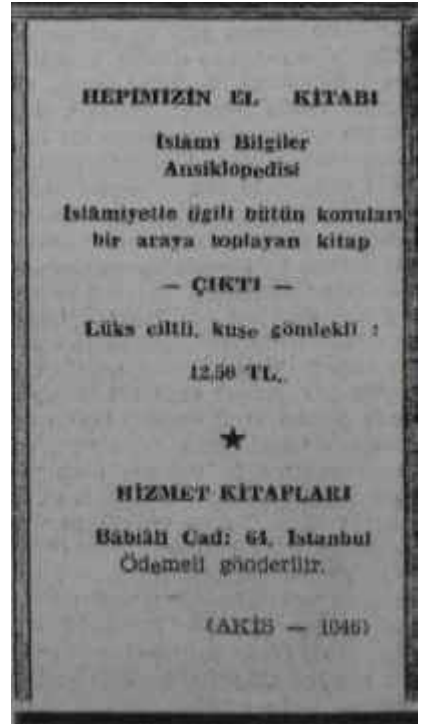 HEPİMİZİN EL KİTABI
İslâmî Bilgiler
Ansiklopedisi
İslâmiyetle ilgili bütün konuları
bir araya toplayan kitap
— ÇIKTI —
Lüks ciltli, kuşe gömlekli :
12,50 TL.
HİZMET KİTAPLARI
Bâbıâli Cad: 64, İstanbul
Ödemeli gönderilir.
(AKİS — 1046)